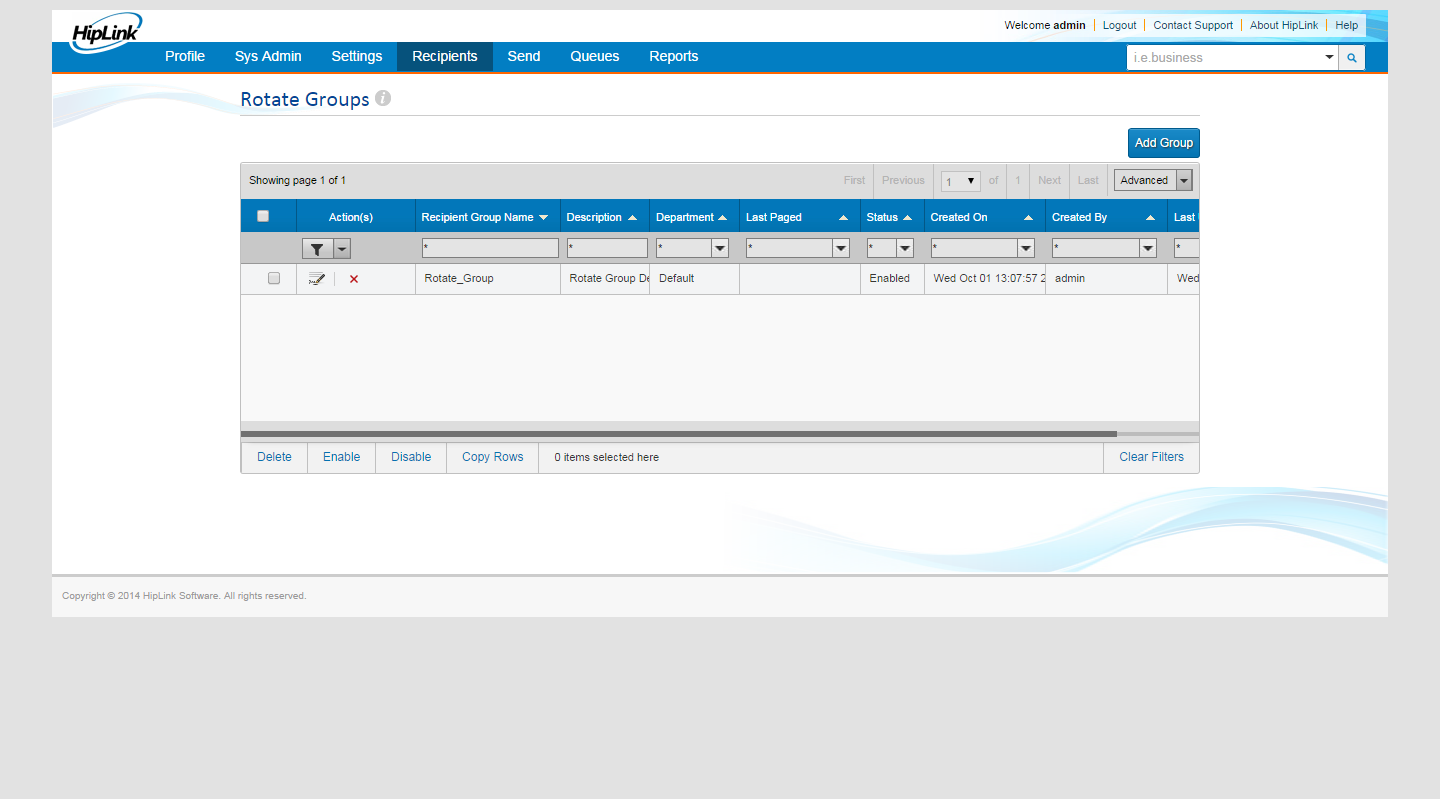 HipLink
Welcome admin Logout Contact Support About HipLink Help
Profile Sys Admin Settings Recipients Send Queues Reports i.e.business
Rotate Groups i
Add Group
Showing page 1 of 1 First Previous 1 of 1 Next Last Advanced
Action(s) Recipient Group Name Description Department Last Paged Status Created On Created By Last
* * * * * * * *
Rotate_Group Rotate Group De Default Enabled Wed Oct 01 13:07:57 2 admin Wed
Delete Enable Disable Copy Rows 0 items selected here Clear Filters
Copyright © 2014 HipLink Software. All rights reserved.